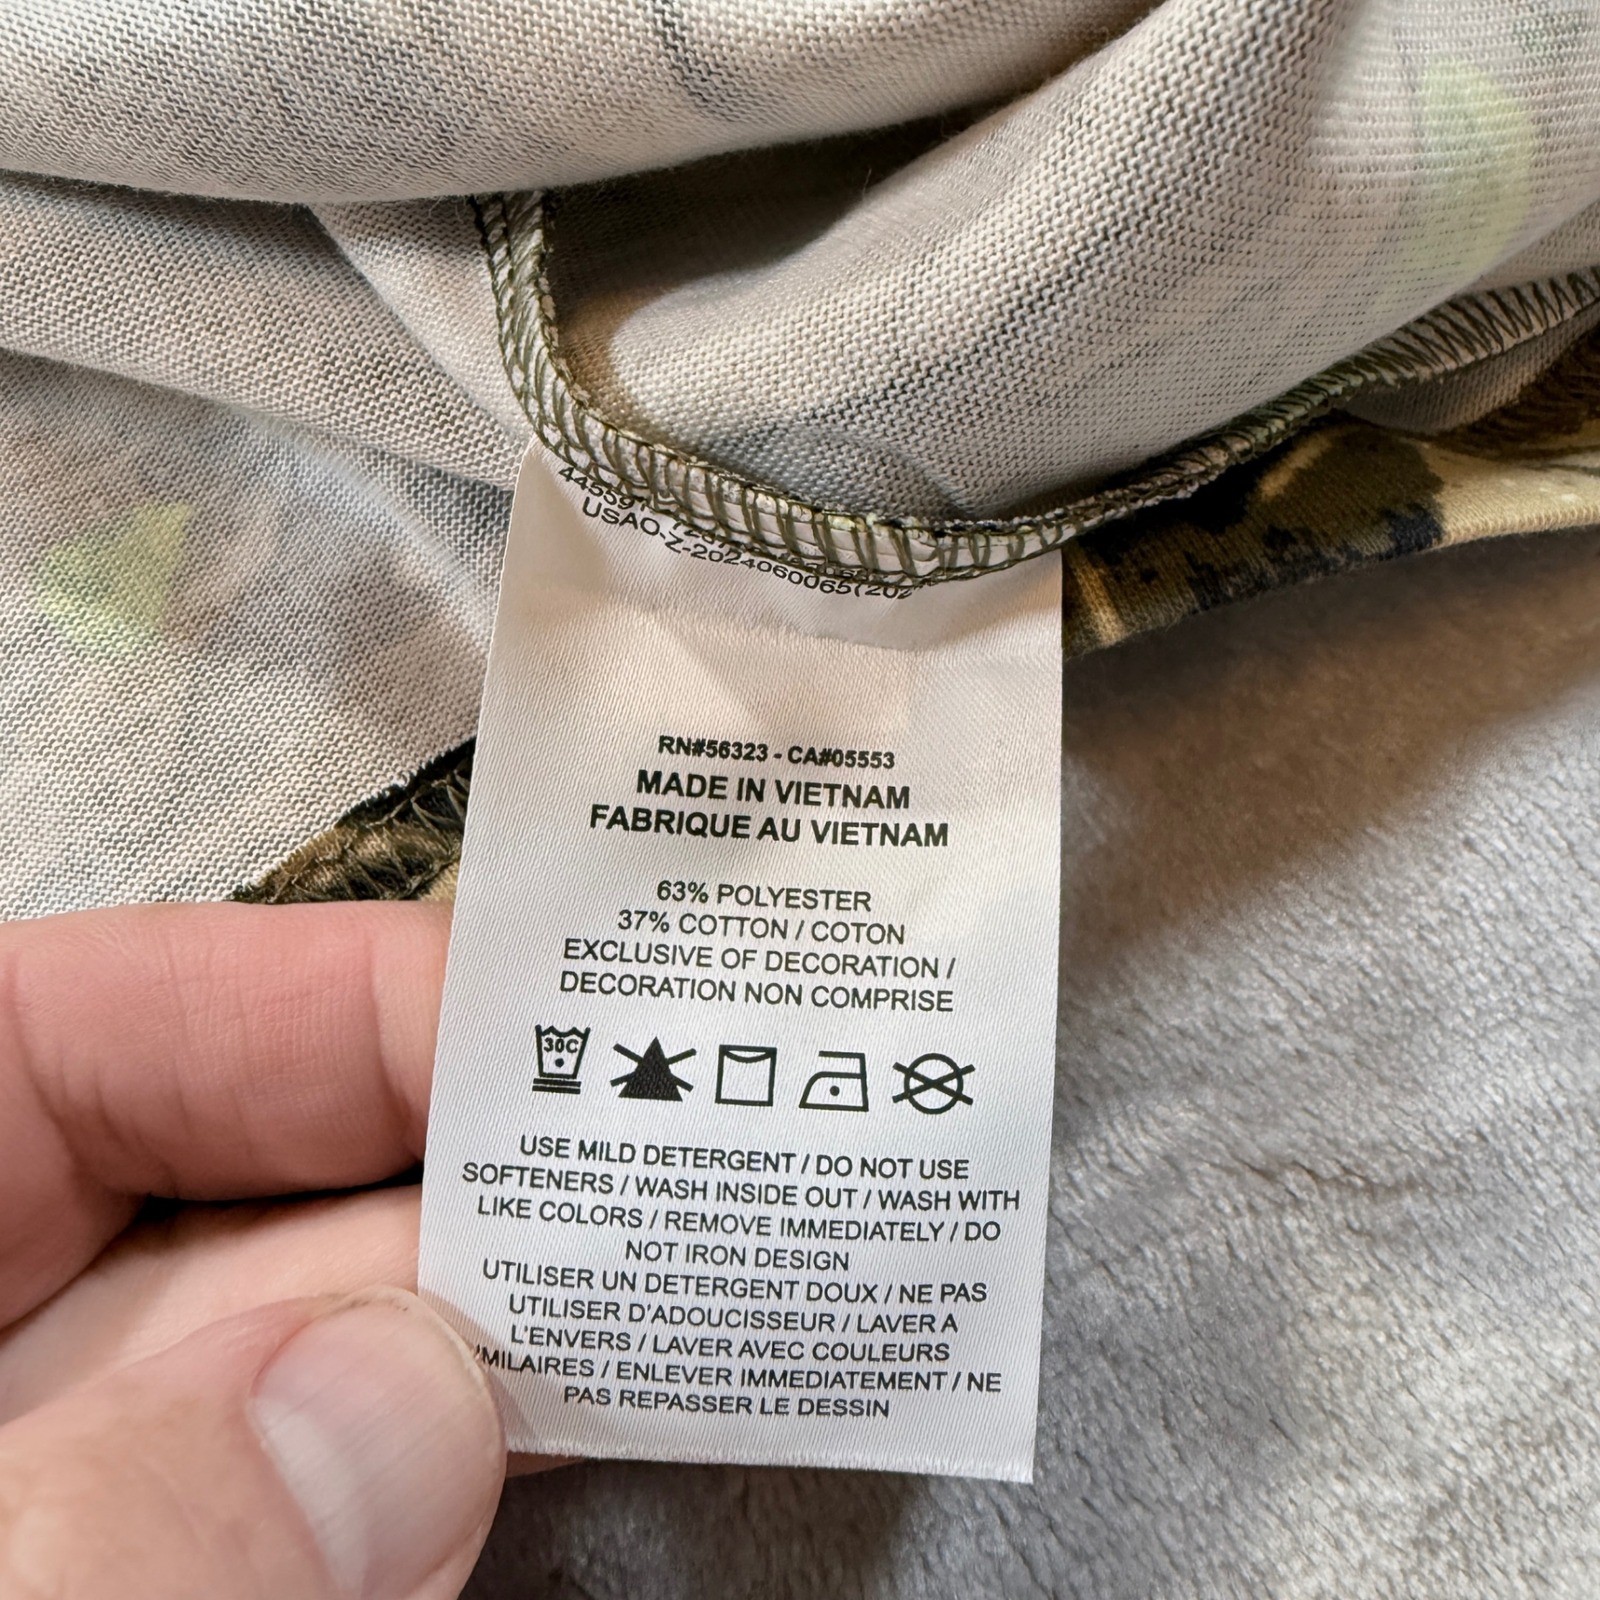 USAO-Z-2024060065(202
RN#56323 - CA#05553
MADE IN VIETNAM
FABRIQUE AU VIETNAM
63% POLYESTER
37% COTTON / COTON
EXCLUSIVE OF DECORATION /
DECORATION NON COMPRISE
30C
USE MILD DETERGENT / DO NOT USE
SOFTENERS / WASH INSIDE OUT / WASH WITH
LIKE COLORS / REMOVE IMMEDIATELY / DO
NOT IRON DESIGN
UTILISER UN DETERGENT DOUX / NE PAS
UTILISER D'ADOUCISSEUR / LAVER A
L'ENVERS / LAVER AVEC COULEURS
MILAIRES / ENLEVER IMMEDIATEMENT / NE
PAS REPASSER LE DESSIN